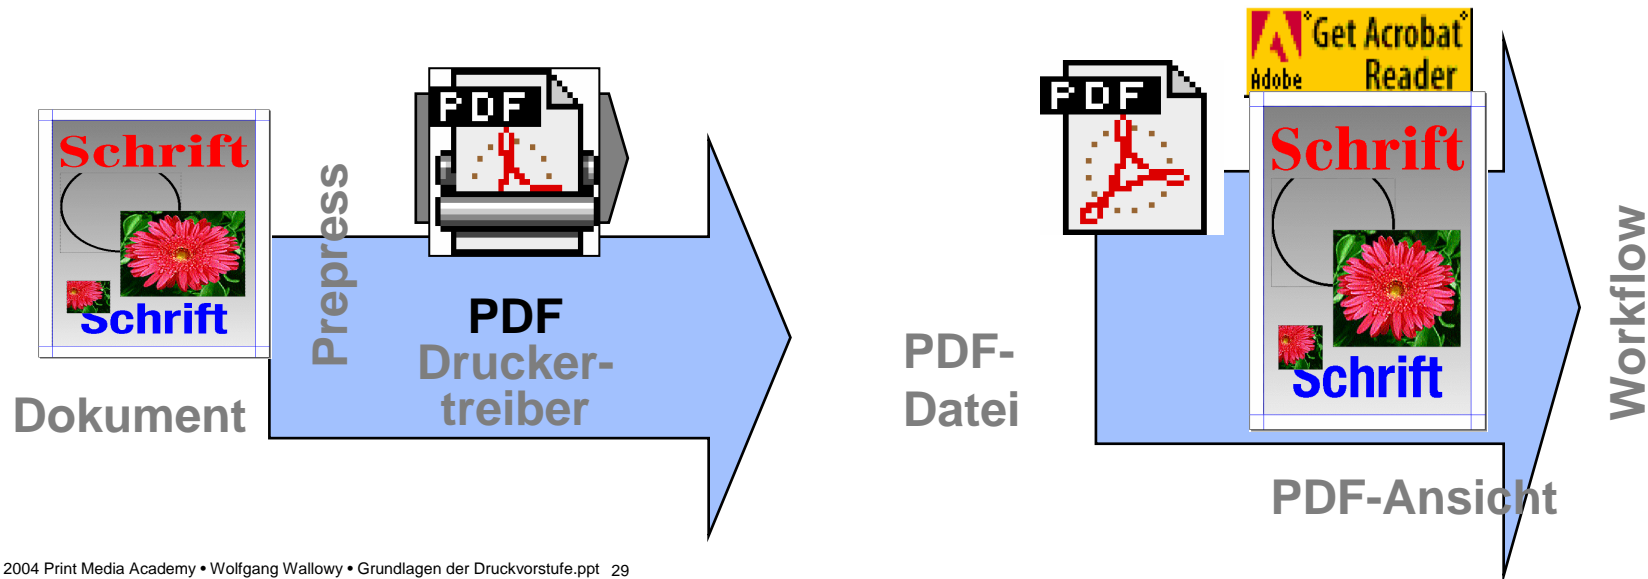 Schrift
Schrift
Dokument
Prepress
PDF
PDF
Drucker-
treiber
PDF
PDF-
Datei
Get Acrobat
Adobe Reader
Schrift
Schrift
PDF-Ansicht
Workflow
2004 Print Media Academy • Wolfgang Wallowy • Grundlagen der Druckvorstufe.ppt 29